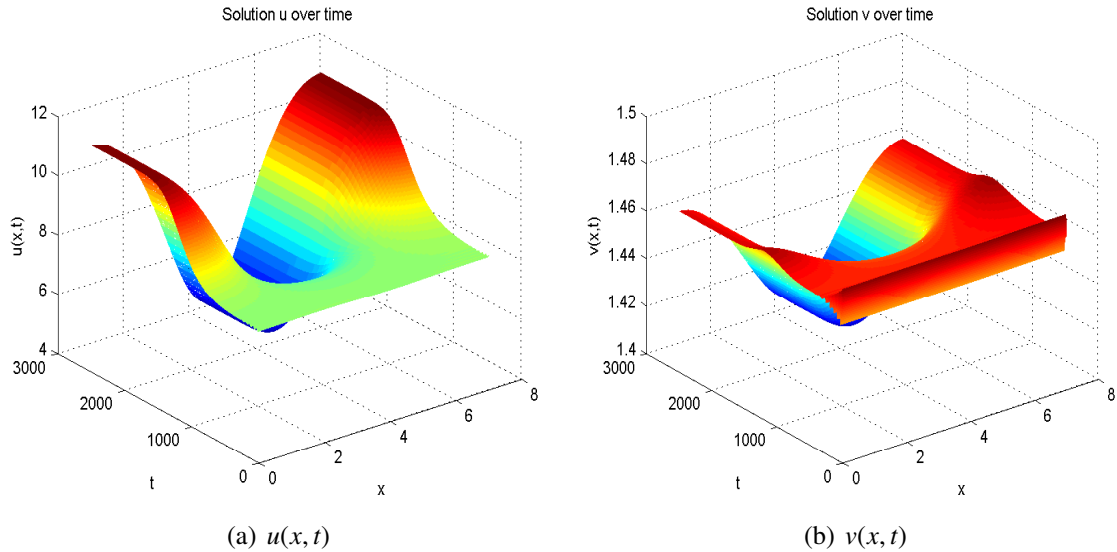 Solution u over time
12
10
8
6
4
u(x,t)
3000
2000
1000
0
t
0
2
4
6
8
x
(a) u(x, t)
Solution v over time
1.5
1.48
1.46
1.44
1.42
1.4
v(x,t)
3000
2000
1000
0
t
0
2
4
6
8
x
(b) v(x, t)